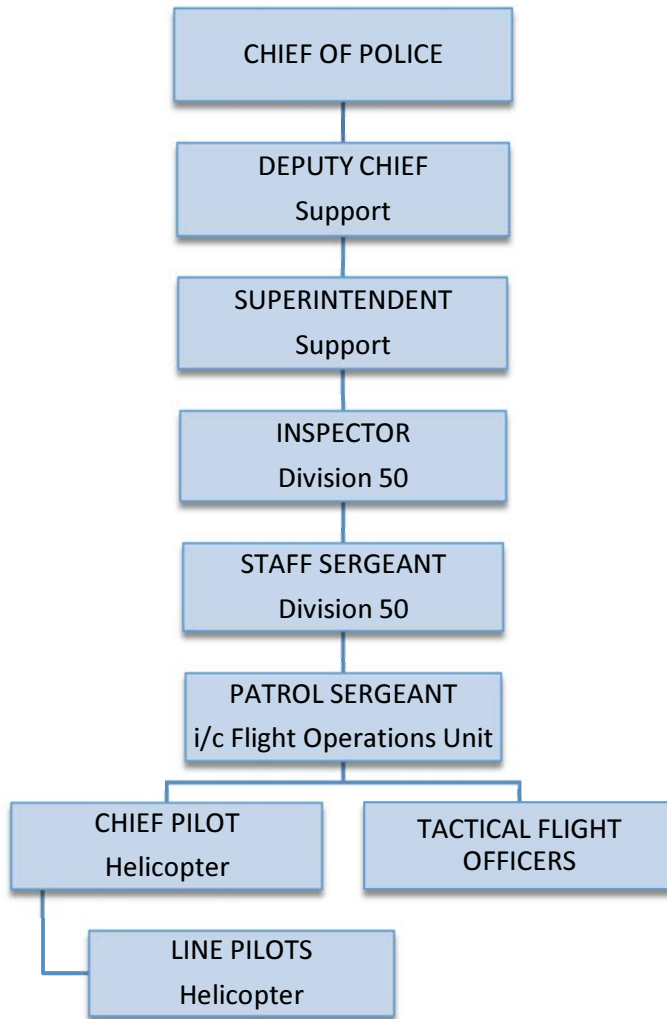 CHIEF OF POLICE
DEPUTY CHIEF
Support
SUPERINTENDENT
Support
INSPECTOR
Division 50
STAFF SERGEANT
Division 50
PATROL SERGEANT
i/c Flight Operations Unit
CHIEF PILOT
Helicopter
TACTICAL FLIGHT
OFFICERS
LINE PILOTS
Helicopter